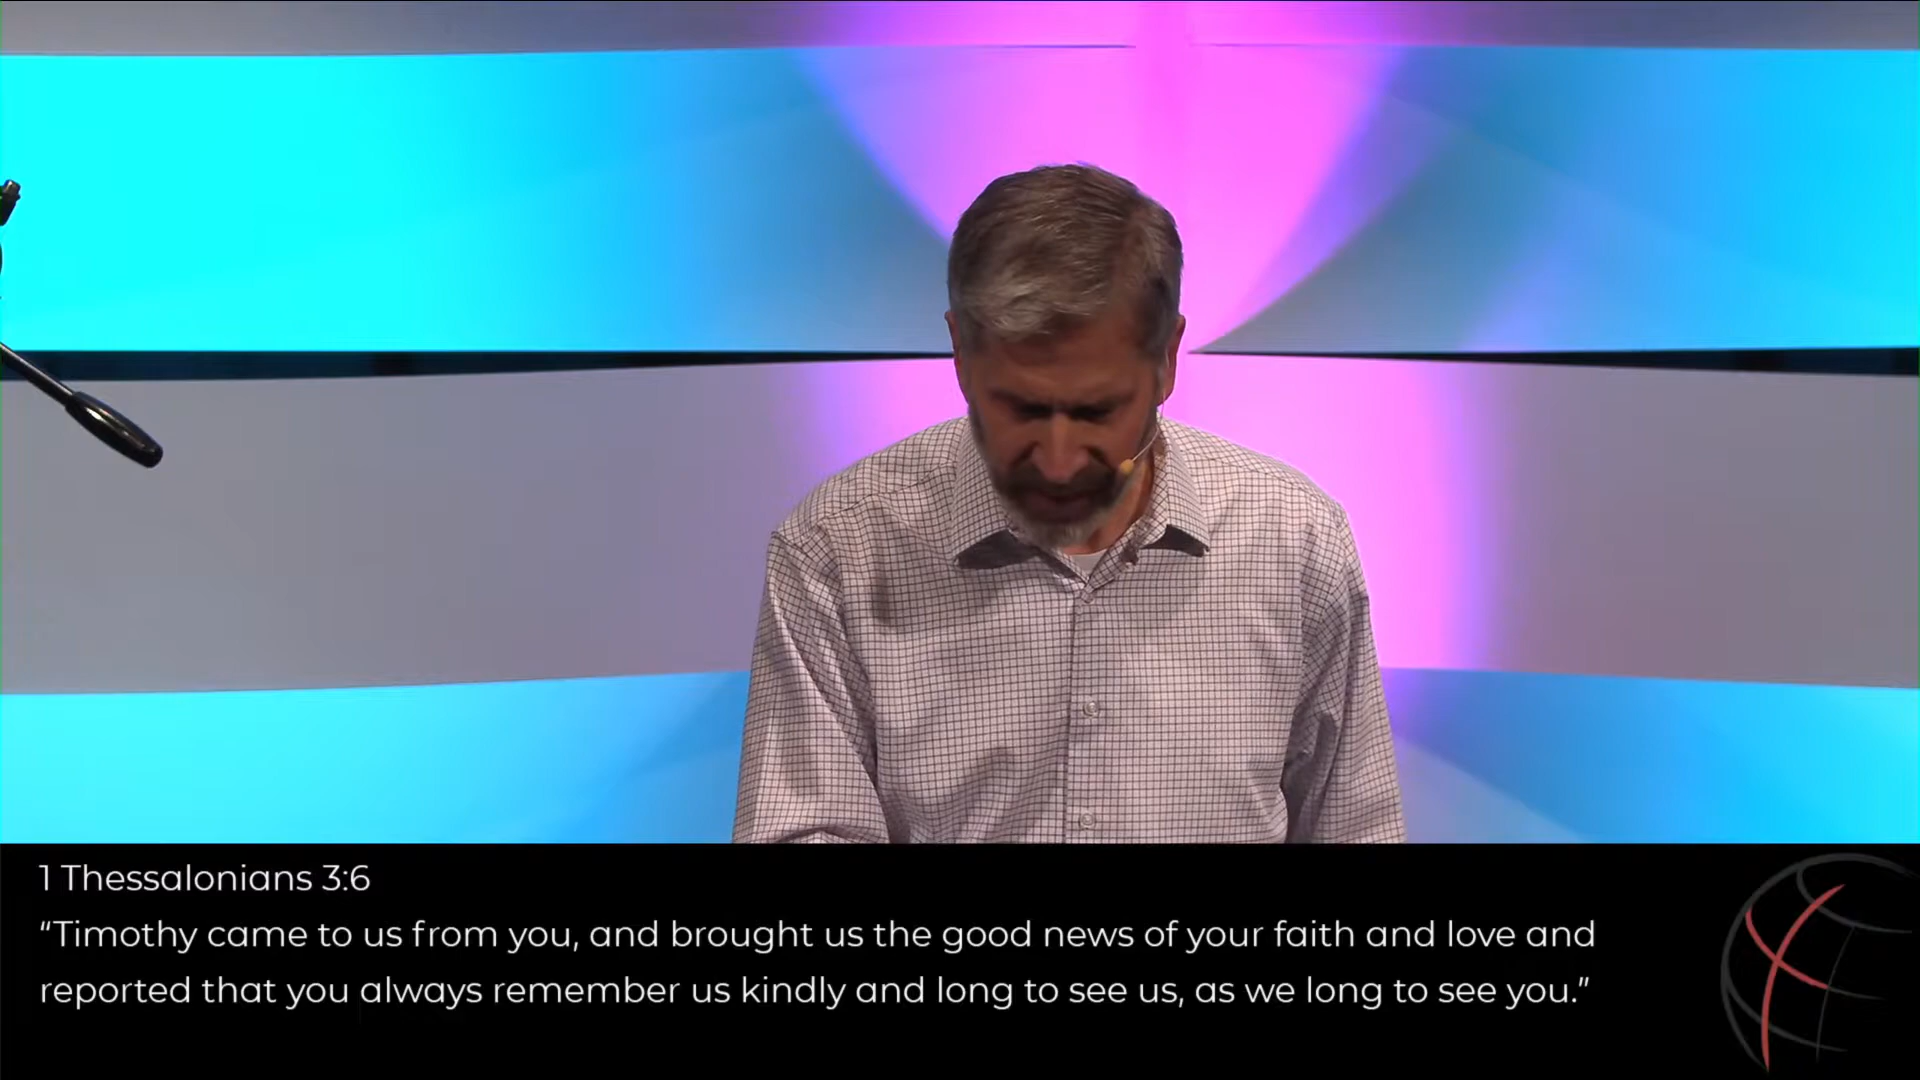 1 Thessalonians 3:6
“Timothy came to us from you, and brought us the good news of your faith and love and
reported that you always remember us kindly and long to see us, as we long to see you.”